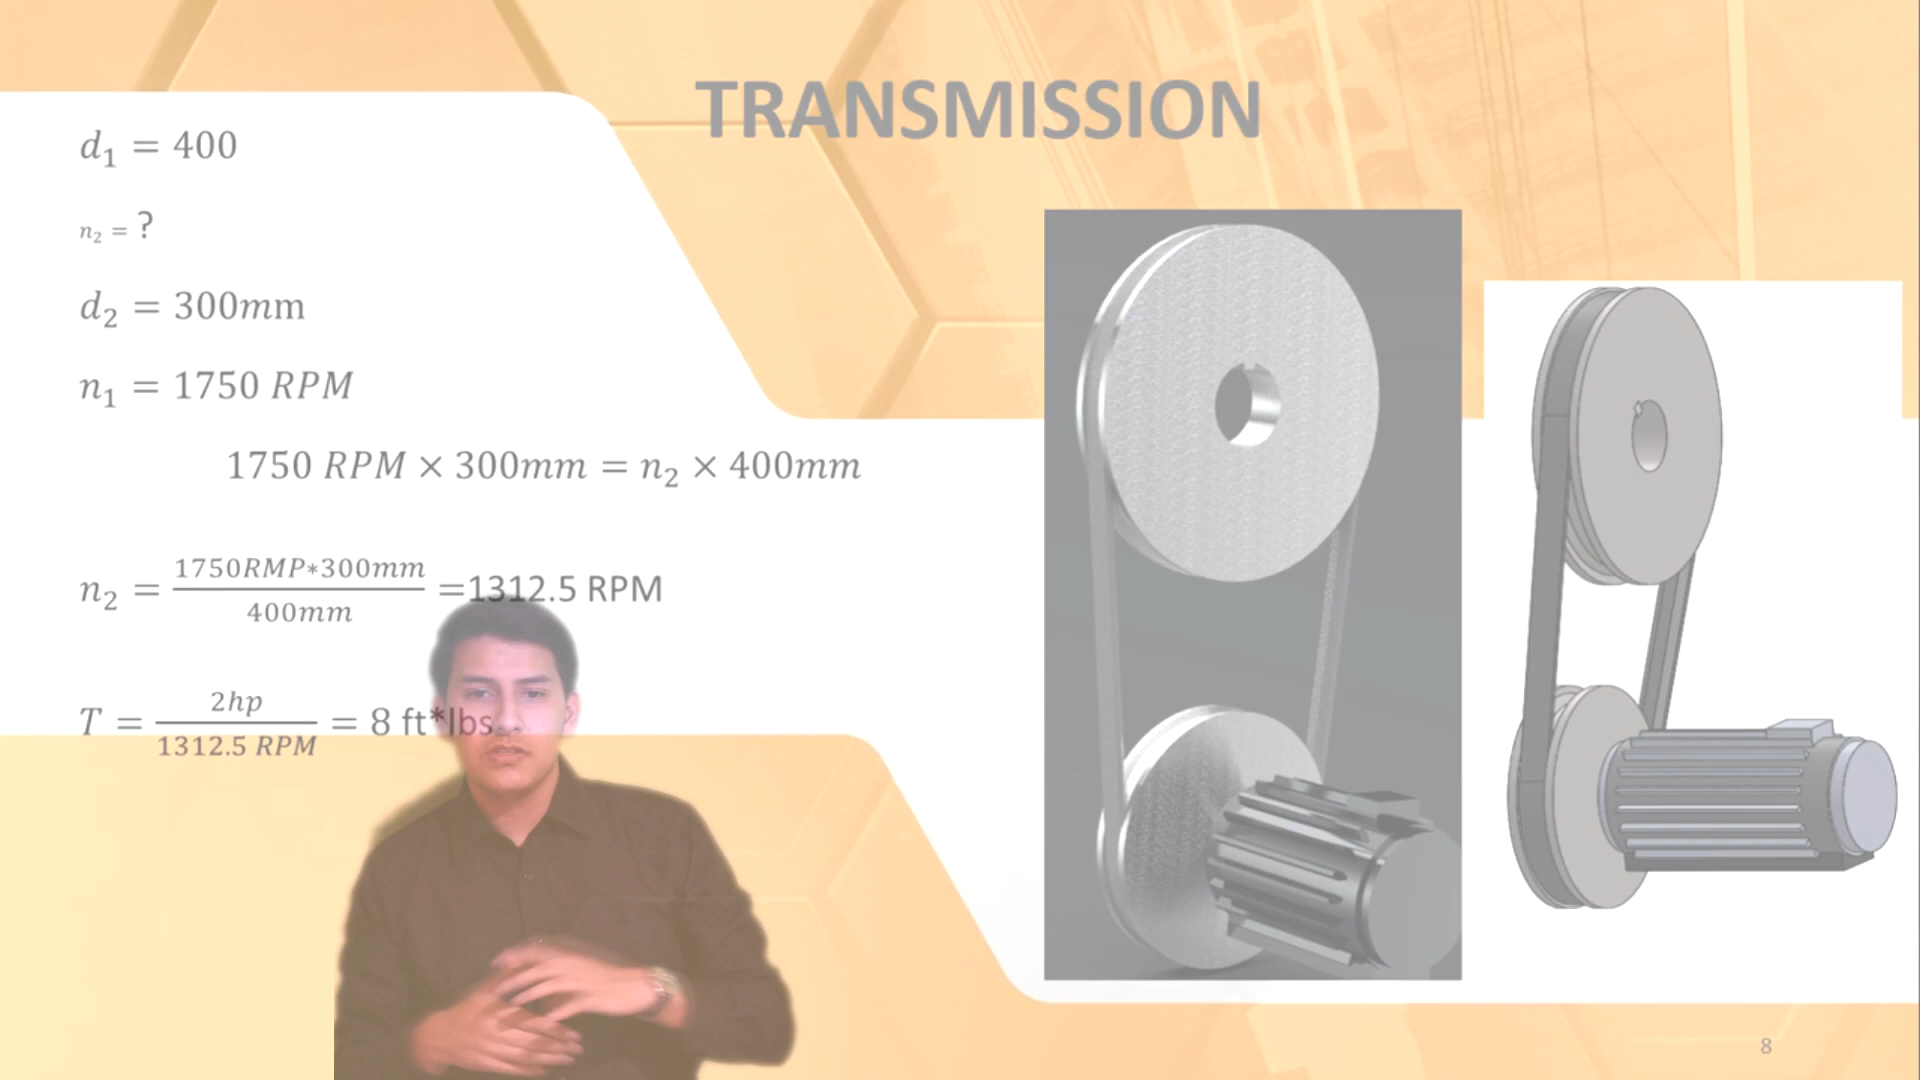 TRANSMISSION
d₁ = 400
n₂ = ?
d₂ = 300mm
n₁ = 1750 RPM
1750 RPM × 300mm = n₂ × 400mm
n₂ = 1750RMP*300mm / 400mm =1312.5 RPM
T = 2hp / 1312.5 RPM = 8 ft*lbs
8